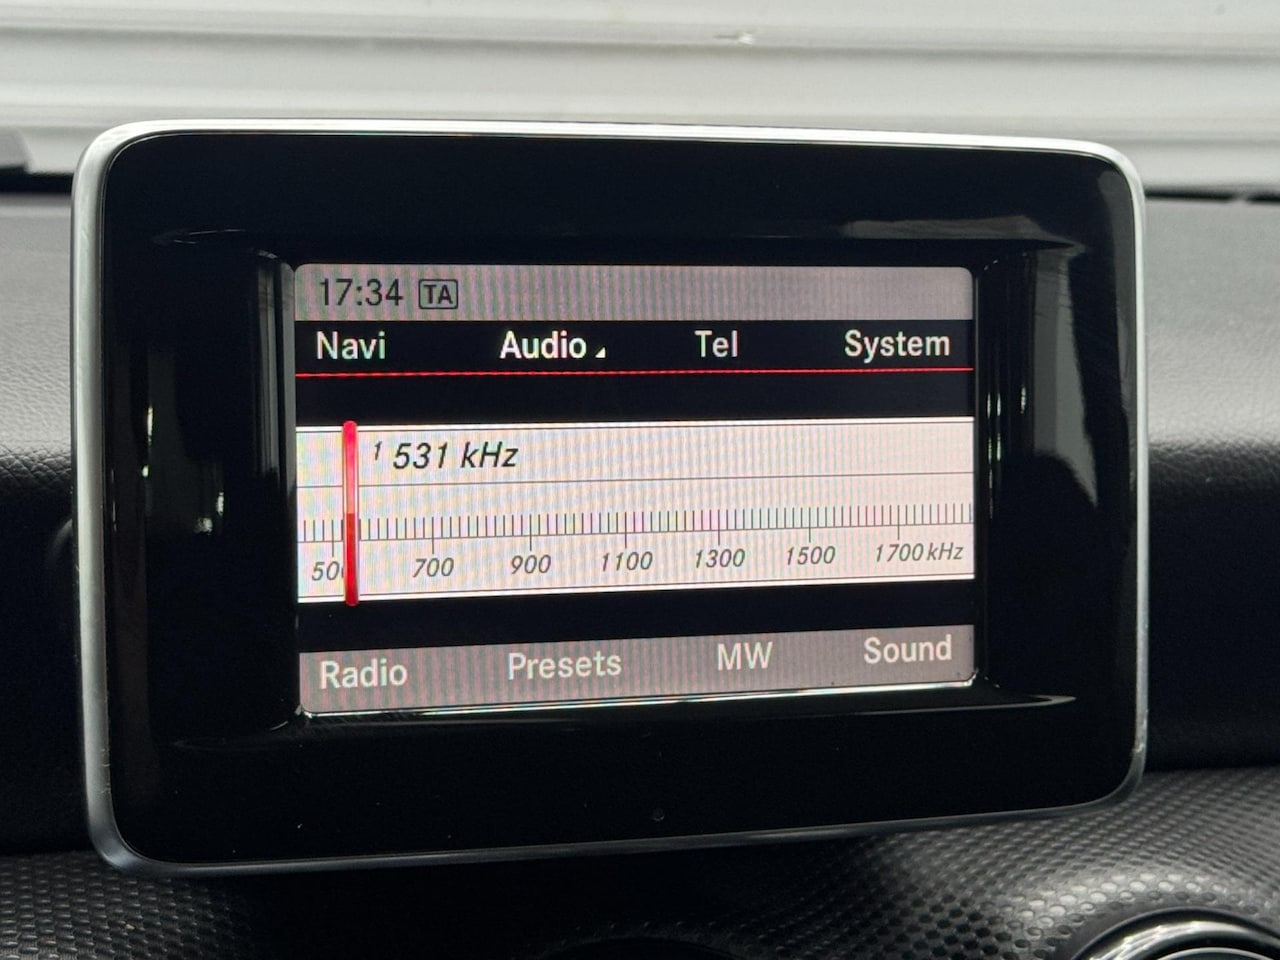 17:34 TA
Navi Audio Tel System
1 531 kHz
700 900 1100 1300 1500 1700 kHz
Radio Presets MW Sound